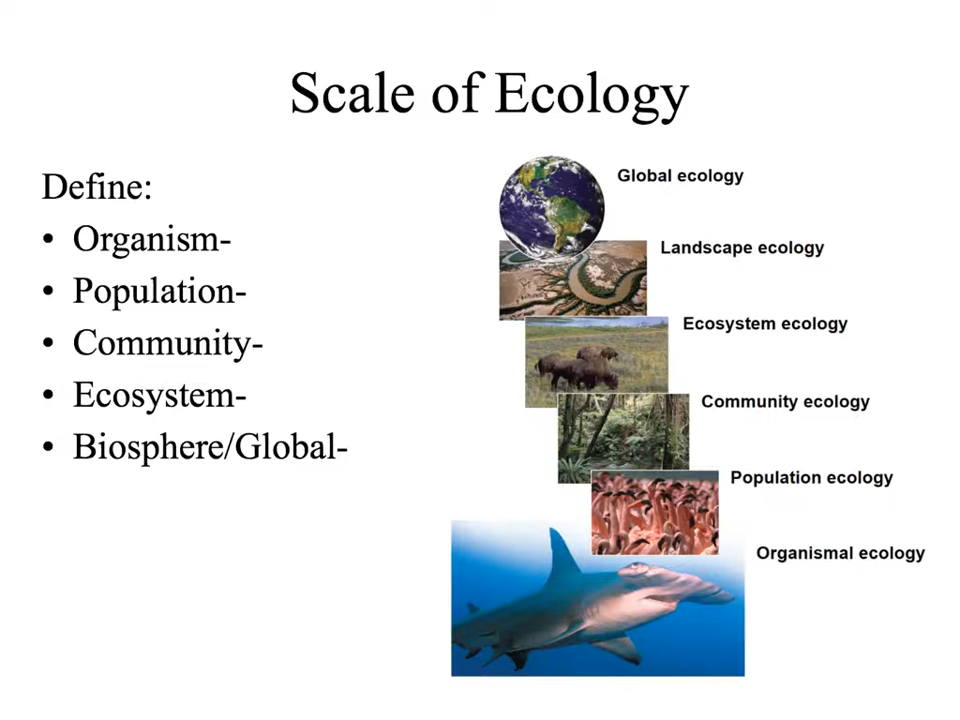 Scale of Ecology
Define:
• Organism-
• Population-
• Community-
• Ecosystem-
• Biosphere/Global-
Global ecology
Landscape ecology
Ecosystem ecology
Community ecology
Population ecology
Organismal ecology